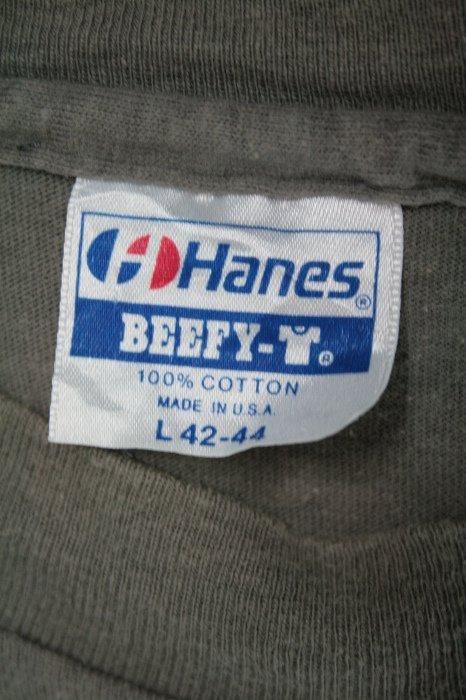 Hanes®
BEEFY-T®
100% COTTON
MADE IN U.S.A.
L 42-44